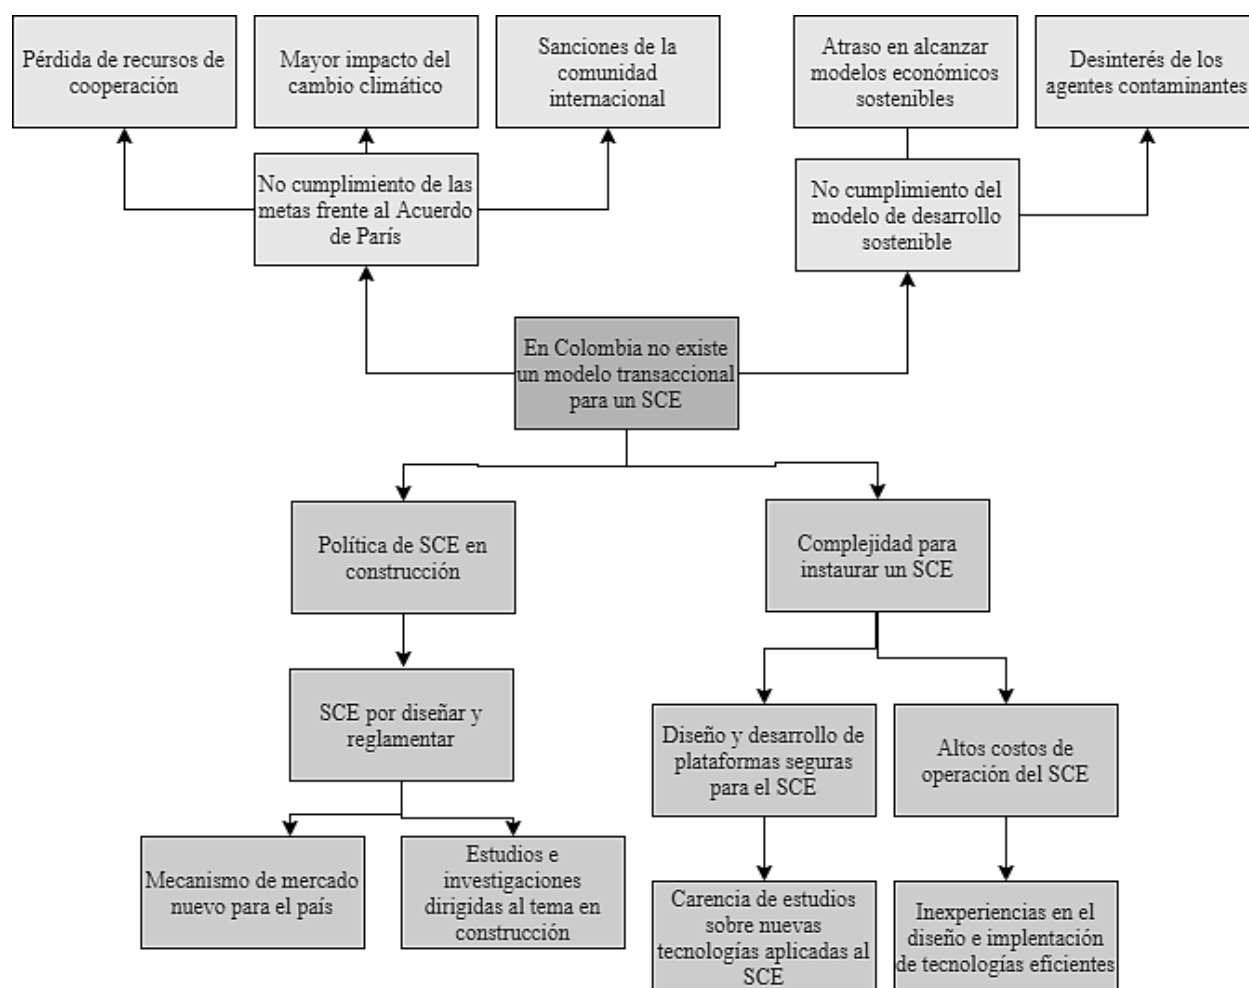 Pérdida de recursos de
cooperación
Mayor impacto del
cambio climático
Sanciones de la
comunidad
internacional
Atraso en alcanzar
modelos económicos
sostenibles
Desinterés de los
agentes contaminantes
No cumplimiento de las
metas frente al Acuerdo
de París
No cumplimiento del
modelo de desarrollo
sostenible
En Colombia no existe
un modelo transaccional
para un SCE
Política de SCE en
construcción
Complejidad para
instaurar un SCE
SCE por diseñar y
reglamentar
Diseño y desarrollo de
plataformas seguras
para el SCE
Altos costos de
operación del SCE
Mecanismo de mercado
nuevo para el país
Estudios e
investigaciones
dirigidas al tema en
construcción
Carencia de estudios
sobre nuevas
tecnologías aplicadas al
SCE
Inexperiencias en el
diseño e implentación
de tecnologías eficientes